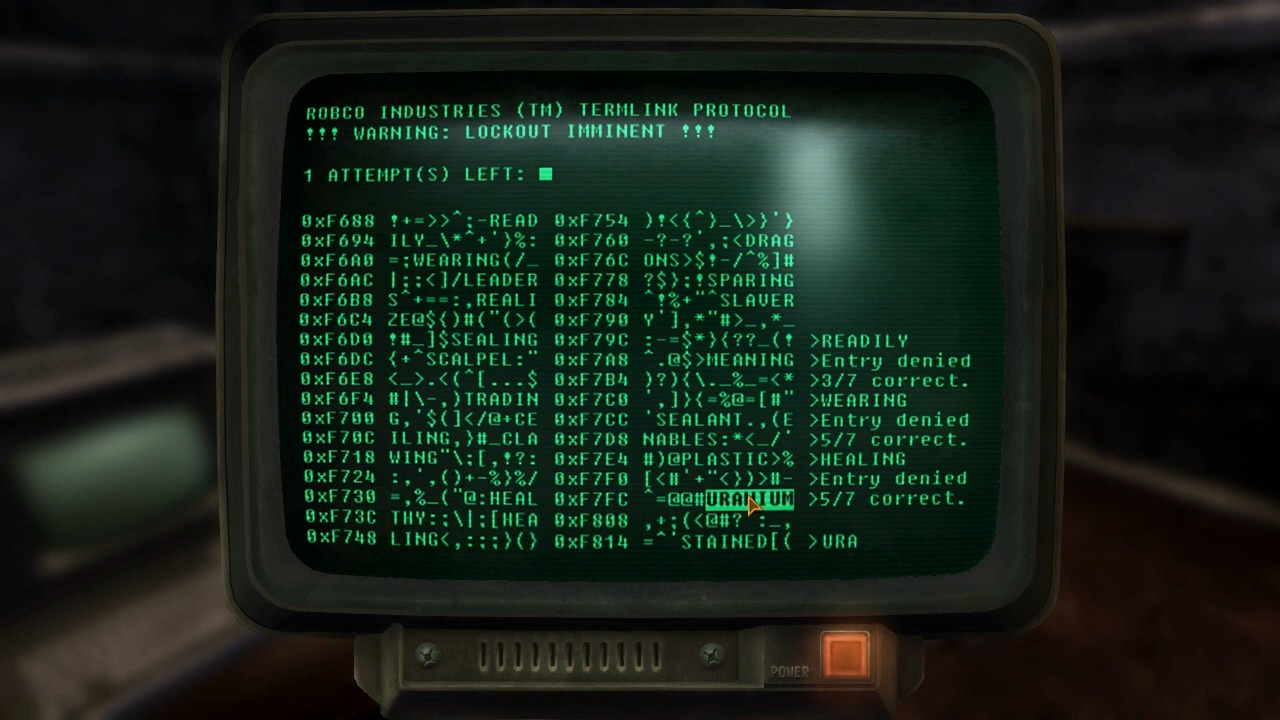 ROBCO INDUSTRIES (TM) TERMLINK PROTOCOL
!!! WARNING: LOCKOUT IMMINENT !!!
1 ATTEMPT(S) LEFT:
0xF688 !+=>>^;-READ 0xF754 )!<{^}_\>}'}
0xF694 ILY_\*^+'}%: 0xF760 -?-?',;<DRAG
0xF6A0 =;WEARING(/_ 0xF76C ONS>$!-/^%]#
0xF6AC |;:<]/LEADER 0xF778 ?$}:!SPARING
0xF6B8 S^+==:,REALI 0xF784 ^!%+"^SLAVER
0xF6C4 ZE@${)#("(>( 0xF790 Y'],*"#>_,*_
0xF6D0 !#_]$SEALING 0xF79C :-=$*}{??_(! >READILY
0xF6DC {+^SCALPEL:" 0xF7A8 ^.@$>MEANING >Entry denied
0xF6E8 <_>.<(^[...$ 0xF7B4 )?){\._%_=<* >3/7 correct.
0xF6F4 #|\-,)TRADIN 0xF7C0 ',]}{=%@=[#" >WEARING
0xF700 G,'$(]</@+CE 0xF7CC 'SEALANT.,(E >Entry denied
0xF70C ILING,}#_CLA 0xF7D8 NABLES:*<_/' >5/7 correct.
0xF718 WING"\;[,!?: 0xF7E4 #)@PLASTIC>% >HEALING
0xF724 :,',()+-%}%/ 0xF7F0 [<#'+"<})>#- >Entry denied
0xF730 =,%_("@:HEAL 0xF7FC ^=@@#URANIUM >5/7 correct.
0xF73C THY:;\|;[HEA 0xF808 ,+;(<@#?":_,
0xF748 LING<,:;:}() 0xF814 =^'STAINED[( >URA
POWER